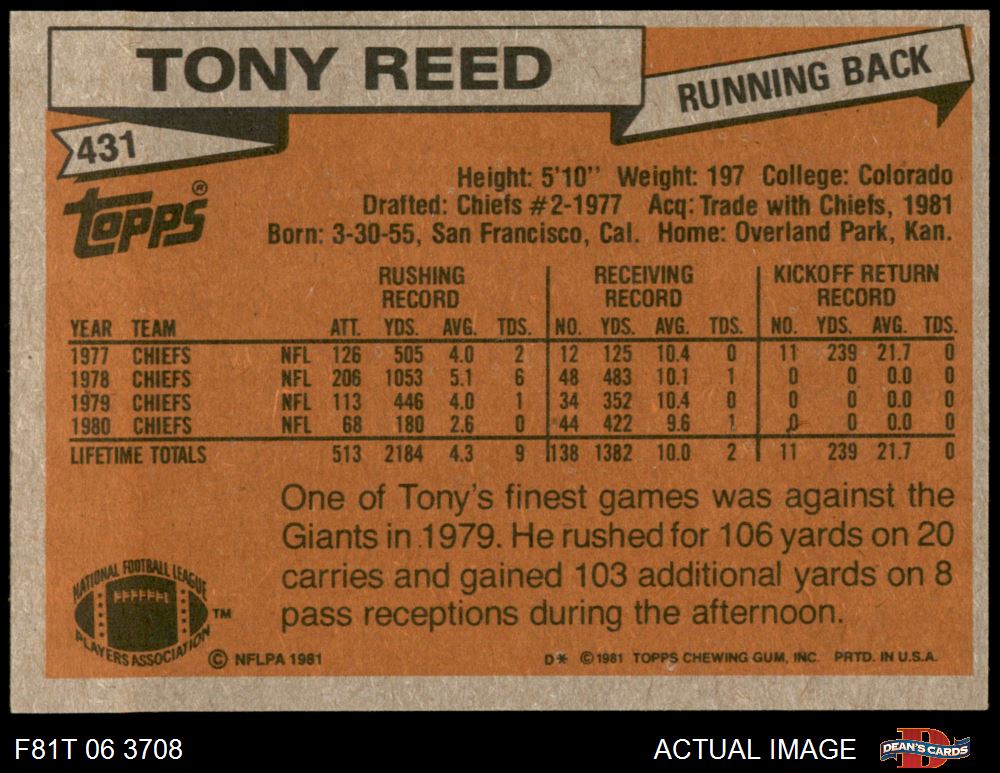 TONY REED
RUNNING BACK
431
topps®
Height: 5'10'' Weight: 197 College: Colorado
Drafted: Chiefs #2-1977 Acq: Trade with Chiefs, 1981
Born: 3-30-55, San Francisco, Cal. Home: Overland Park, Kan.
RUSHING RECEIVING KICKOFF RETURN
RECORD RECORD RECORD
YEAR TEAM ATT. YDS. AVG. TDS. NO. YDS. AVG. TDS. NO. YDS. AVG. TDS.
1977 CHIEFS NFL 126 505 4.0 2 12 125 10.4 0 11 239 21.7 0
1978 CHIEFS NFL 206 1053 5.1 6 48 483 10.1 1 0 0 0.0 0
1979 CHIEFS NFL 113 446 4.0 1 34 352 10.4 0 0 0 0.0 0
1980 CHIEFS NFL 68 180 2.6 0 44 422 9.6 1 0 0 0.0 0
LIFETIME TOTALS 513 2184 4.3 9 138 1382 10.0 2 11 239 21.7 0
One of Tony's finest games was against the
Giants in 1979. He rushed for 106 yards on 20
carries and gained 103 additional yards on 8
pass receptions during the afternoon.
NATIONAL FOOTBALL LEAGUE
PLAYERS ASSOCIATION
TM
© NFLPA 1981
D* © 1981 TOPPS CHEWING GUM, INC. PRTD. IN U.S.A.
F81T 06 3708
ACTUAL IMAGE
DEAN'S CARDS